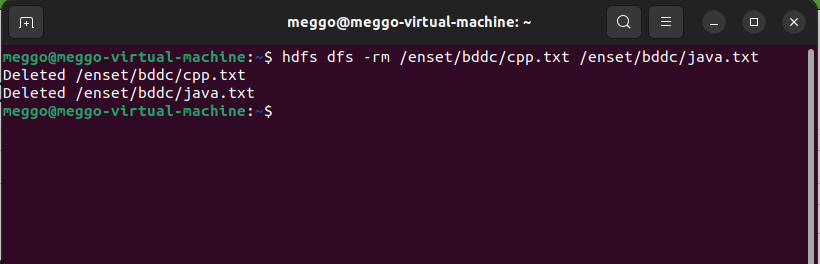 meggo@meggo-virtual-machine: ~
meggo@meggo-virtual-machine:~$ hdfs dfs -rm /enset/bddc/cpp.txt /enset/bddc/java.txt
Deleted /enset/bddc/cpp.txt
Deleted /enset/bddc/java.txt
meggo@meggo-virtual-machine:~$